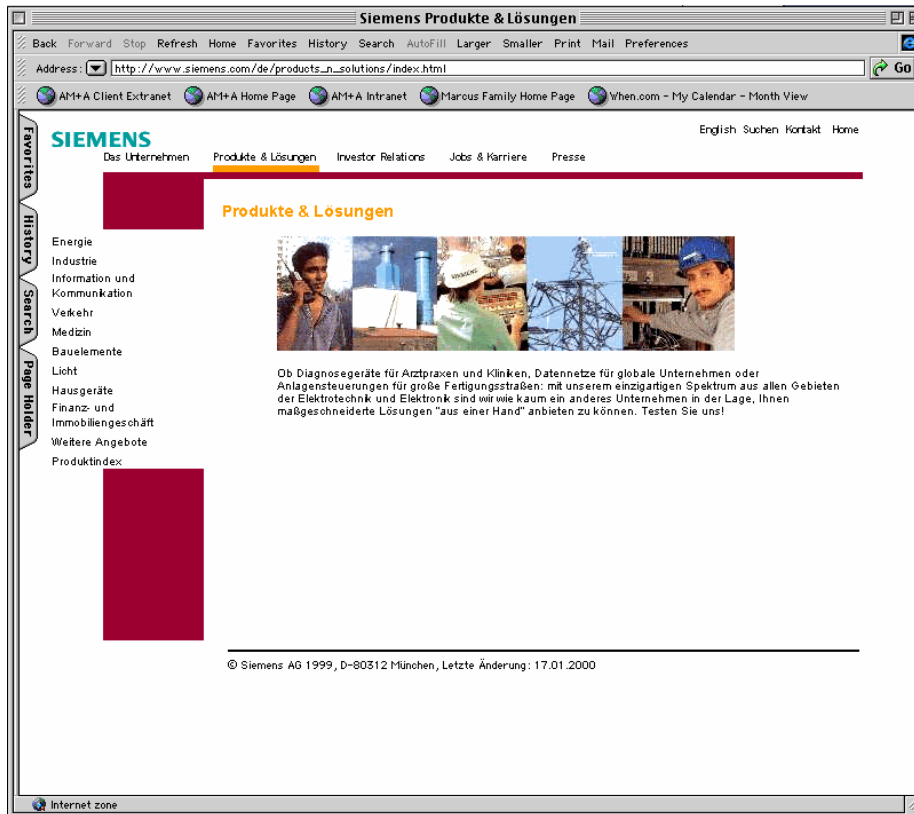 Siemens Produkte & Lösungen
Back Forward Stop Refresh Home Favorites History Search AutoFill Larger Smaller Print Mail Preferences
Address: http://www.siemens.com/de/products_n_solutions/index.html Go
AM+A Client Extranet AM+A Home Page AM+A Intranet Marcus Family Home Page When.com - My Calendar - Month View
Favorites
History
Search
Page Holder
English Suchen Kontakt Home
SIEMENS
Das Unternehmen Produkte & Lösungen Investor Relations Jobs & Karriere Presse
Produkte & Lösungen
Energie
Industrie
Information und
Kommunikation
Verkehr
Medizin
Bauelemente
Licht
Hausgeräte
Finanz- und
Immobiliengeschäft
Weitere Angebote
Produktindex
SIEMENS
Ob Diagnosegeräte für Arztpraxen und Kliniken, Datennetze für globale Unternehmen oder
Anlagensteuerungen für große Fertigungsstraßen: mit unserem einzigartigen Spektrum aus allen Gebieten
der Elektrotechnik und Elektronik sind wir wie kaum ein anderes Unternehmen in der Lage, Ihnen
maßgeschneiderte Lösungen "aus einer Hand" anbieten zu können. Testen Sie uns!
© Siemens AG 1999, D-80312 München, Letzte Änderung: 17.01.2000
Internet zone